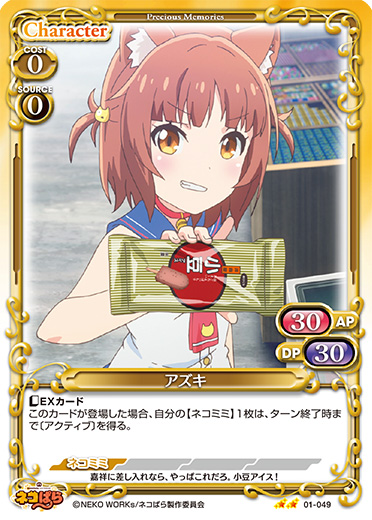 Precious Memories
Character
COST
0
SOURCE
0
小豆
30 AP
DP 30
アズキ
EXカード
このカードが登場した場合、自分の【ネコミミ】1枚は、ターン終了時ま
で〔アクティブ〕を得る。
ネコミミ
嘉祥に差し入れなら、やっぱこれだろ。小豆アイス!
ネコぱら
©NEKO WORKs/ネコぱら製作委員会
01-049